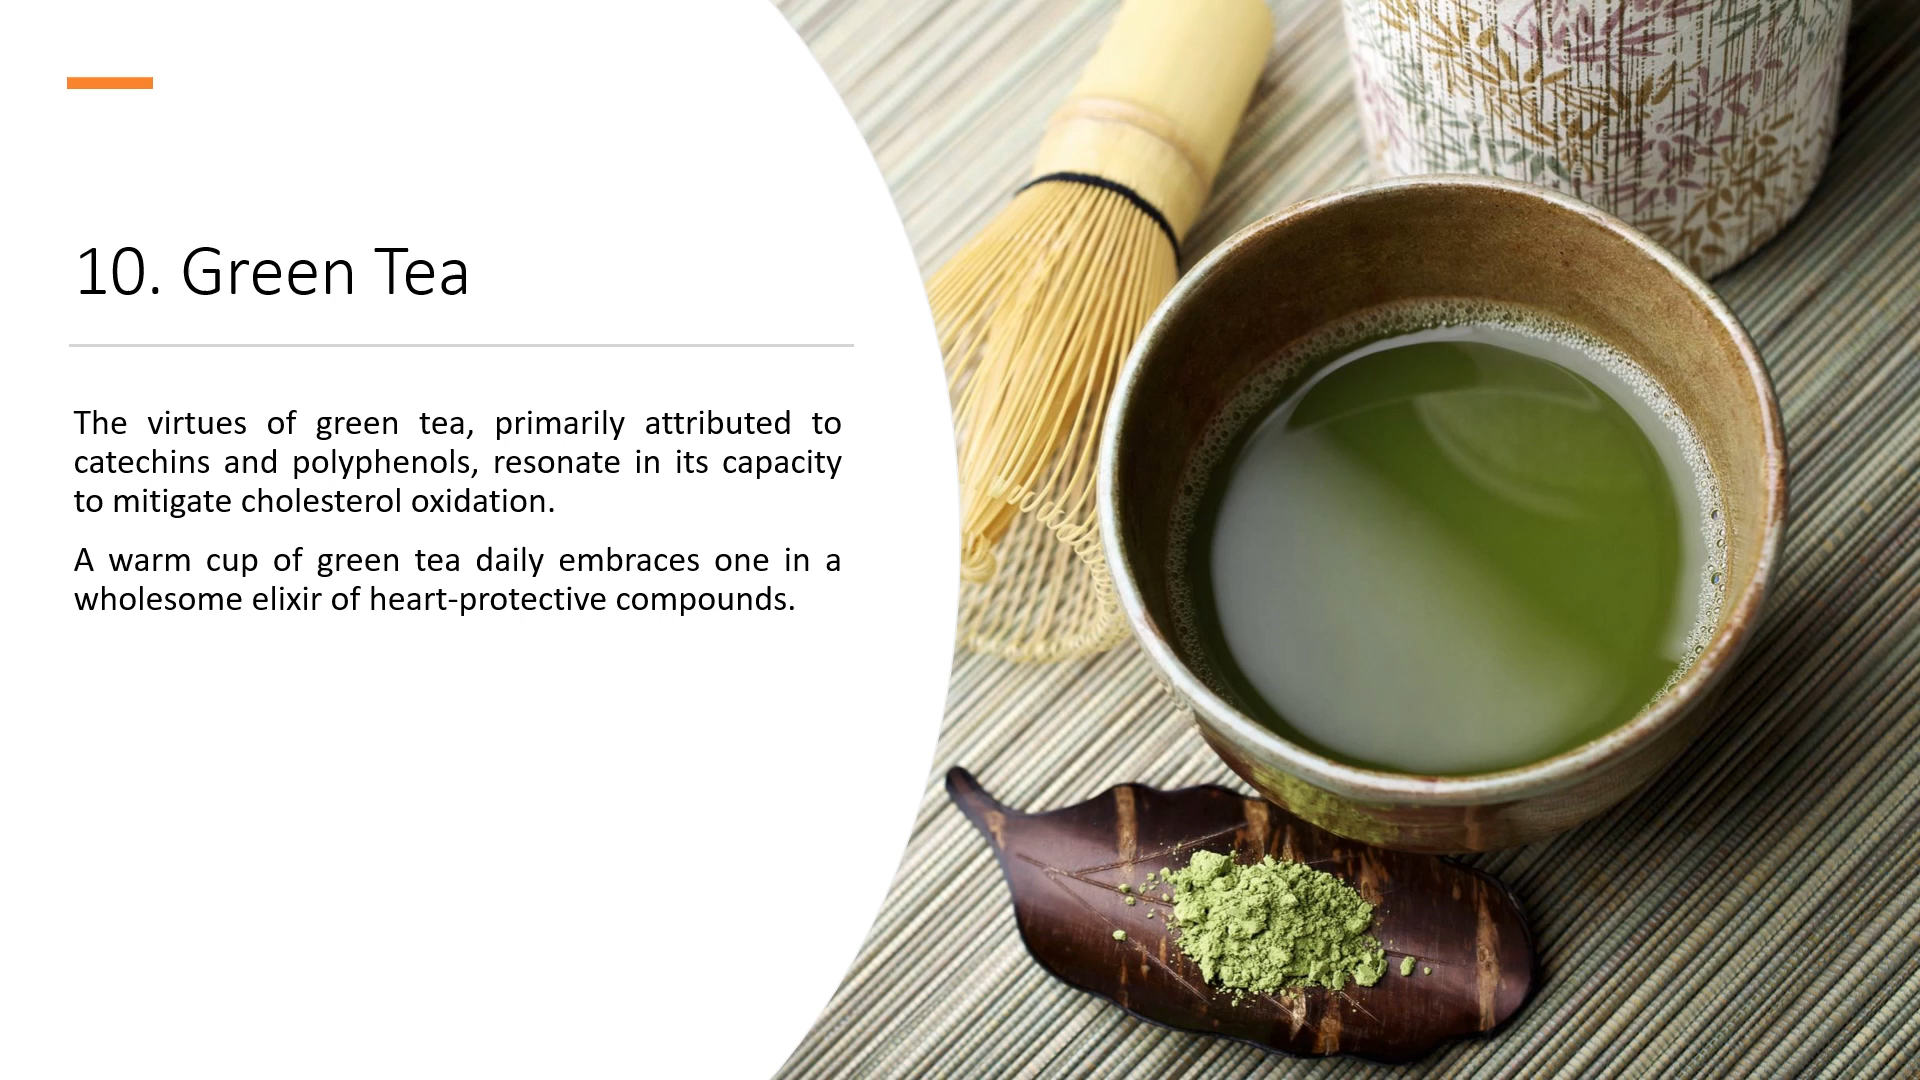 10. Green Tea
The virtues of green tea, primarily attributed to
catechins and polyphenols, resonate in its capacity
to mitigate cholesterol oxidation.
A warm cup of green tea daily embraces one in a
wholesome elixir of heart-protective compounds.